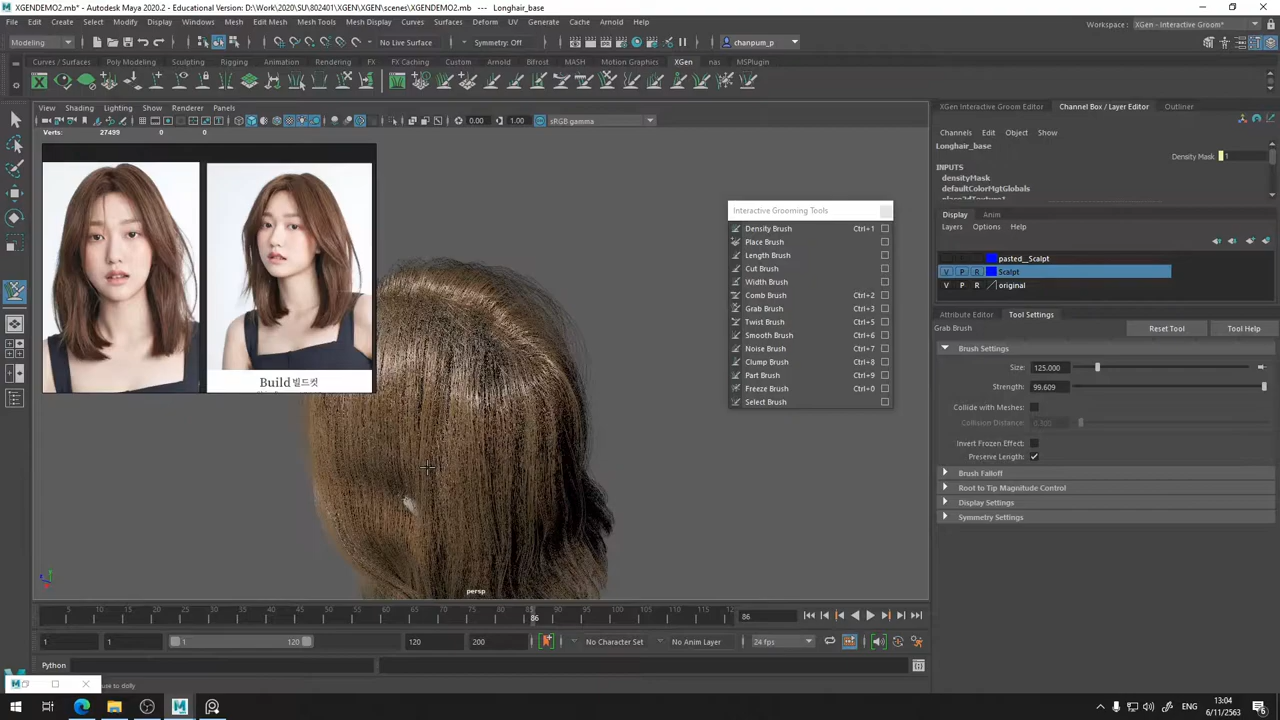 XGENDEMO2.mb* - Autodesk Maya 2020.2 - Educational Version: D:\Work\2020\SU\802401\XGEN\XGEN\scenes\XGENDEMO2.mb --- Longhair_base
File Edit Create Select Modify Display Windows Mesh Edit Mesh Mesh Tools Mesh Display Curves Surfaces Deform UV Generate Cache Arnold Help
Workspace : XGen - Interactive Groom*
Modeling No Live Surface Symmetry: Off chanpum_p
Curves / Surfaces Poly Modeling Sculpting Rigging Animation Rendering FX FX Caching Custom Arnold Bifrost MASH Motion Graphics XGen nas MSPlugin
View Shading Lighting Show Renderer Panels
XGen Interactive Groom Editor Channel Box / Layer Editor Outliner
0.00 1.00 sRGB gamma
Verts: 27499 0 0
Channels Edit Object Show
Longhair_base
Density Mask 1
INPUTS
densityMask
defaultColorMgtGlobals
Interactive Grooming Tools
Density Brush Ctrl+1
Place Brush
Length Brush
Cut Brush
Width Brush
Comb Brush Ctrl+2
Grab Brush Ctrl+3
Twist Brush Ctrl+5
Smooth Brush Ctrl+6
Noise Brush Ctrl+7
Clump Brush Ctrl+8
Part Brush Ctrl+9
Freeze Brush Ctrl+0
Select Brush
Display Anim
Layers Options Help
pasted__Scalpt
V P R Scalpt
V P R original
Attribute Editor Tool Settings
Grab Brush Reset Tool Tool Help
Brush Settings
Size: 125.000
Strength: 99.609
Collide with Meshes:
Invert Frozen Effect:
Preserve Length:
Brush Falloff
Root to Tip Magnitude Control
Display Settings
Symmetry Settings
Build 빌드컷
persp
5 10 15 20 25 30 35 40 45 50 55 60 65 70 75 80 85 90 95 100 105 110 115 12
86 86
1 1 1 120 120 200 No Character Set No Anim Layer 24 fps
Python
use to dolly
ENG 13:04
6/11/2563